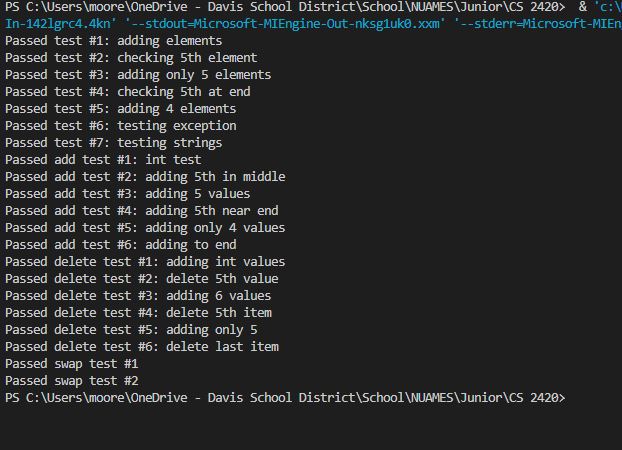 PS C:\Users\moore\OneDrive - Davis School District\School\NUAMES\Junior\CS 2420>  & 'c:\
In-142lgrc4.4kn' '--stdout=Microsoft-MIEngine-Out-nksg1uk0.xxm' '--stderr=Microsoft-MIEn
Passed test #1: adding elements
Passed test #2: checking 5th element
Passed test #3: adding only 5 elements
Passed test #4: checking 5th at end
Passed test #5: adding 4 elements
Passed test #6: testing exception
Passed test #7: testing strings
Passed add test #1: int test
Passed add test #2: adding 5th in middle
Passed add test #3: adding 5 values
Passed add test #4: adding 5th near end
Passed add test #5: adding only 4 values
Passed add test #6: adding to end
Passed delete test #1: adding int values
Passed delete test #2: delete 5th value
Passed delete test #3: adding 6 values
Passed delete test #4: delete 5th item
Passed delete test #5: adding only 5
Passed delete test #6: delete last item
Passed swap test #1
Passed swap test #2
PS C:\Users\moore\OneDrive - Davis School District\School\NUAMES\Junior\CS 2420>